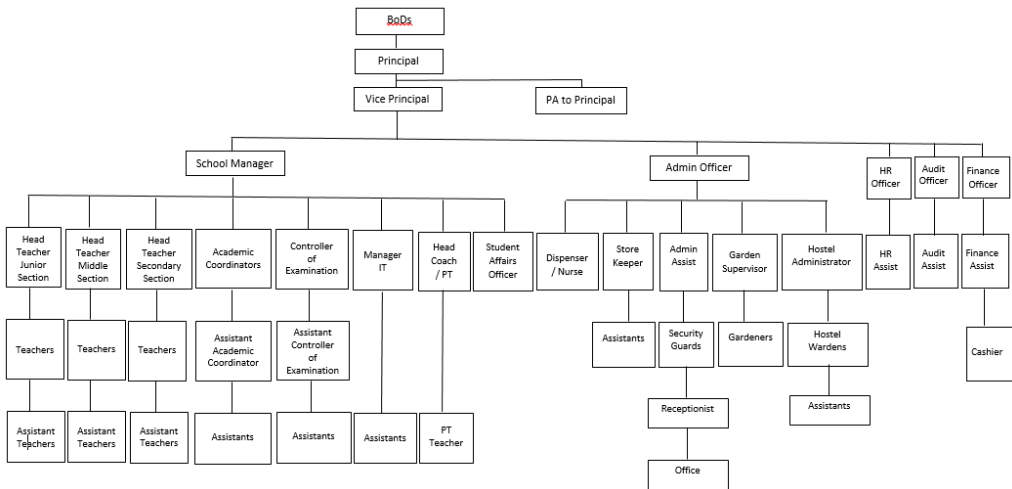 BoDs
Principal
Vice Principal
PA to Principal
School Manager
Admin Officer
HR
Officer
Audit
Officer
Finance
Officer
Head
Teacher
Junior
Section
Head
Teacher
Middle
Section
Head
Teacher
Secondary
Section
Academic
Coordinators
Controller
of
Examination
Manager
IT
Head
Coach
/ PT
Student
Affairs
Officer
Dispenser
/ Nurse
Store
Keeper
Admin
Assist
Garden
Supervisor
Hostel
Administrator
HR
Assist
Audit
Assist
Finance
Assist
Teachers
Teachers
Teachers
Assistant
Academic
Coordinator
Assistant
Controller
of
Examination
Assistants
Security
Guards
Gardeners
Hostel
Wardens
Cashier
Assistant
Teachers
Assistant
Teachers
Assistant
Teachers
Assistants
Assistants
Assistants
PT
Teacher
Receptionist
Assistants
Office